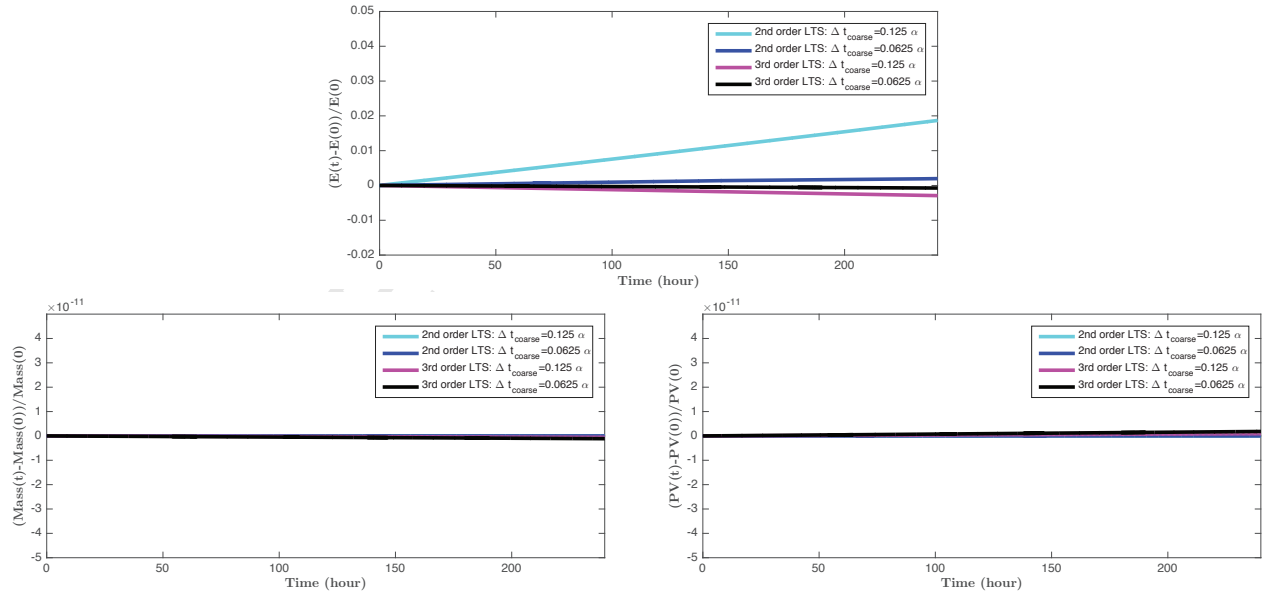 0.05
0.04
0.03
0.02
0.01
0
-0.01
-0.02
(E(t)-E(0))/E(0)
2nd order LTS: Δ t_coarse=0.125 α
2nd order LTS: Δ t_coarse=0.0625 α
3rd order LTS: Δ t_coarse=0.125 α
3rd order LTS: Δ t_coarse=0.0625 α
0 50 100 150 200
Time (hour)
×10^-11
4
3
2
1
0
-1
-2
-3
-4
-5
(Mass(t)-Mass(0))/Mass(0)
2nd order LTS: Δ t_coarse=0.125 α
2nd order LTS: Δ t_coarse=0.0625 α
3rd order LTS: Δ t_coarse=0.125 α
3rd order LTS: Δ t_coarse=0.0625 α
0 50 100 150 200
Time (hour)
×10^-11
4
3
2
1
0
-1
-2
-3
-4
-5
(PV(t)-PV(0))/PV(0)
2nd order LTS: Δ t_coarse=0.125 α
2nd order LTS: Δ t_coarse=0.0625 α
3rd order LTS: Δ t_coarse=0.125 α
3rd order LTS: Δ t_coarse=0.0625 α
0 50 100 150 200
Time (hour)